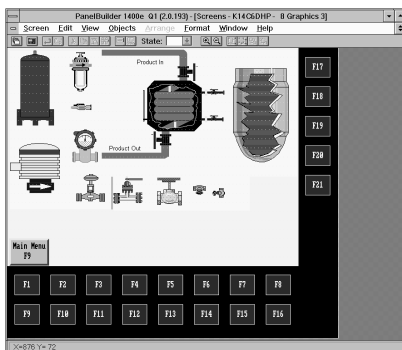 PanelBuilder 1400e Q1 (2.0.193) - [Screens - K14C6DHP - 8 Graphics 3]
Screen Edit View Objects Arrange Format Window Help
State:
Product In
Product Out
F17
F18
F19
F20
F21
Main Menu
F9
F1 F2 F3 F4 F5 F6 F7 F8
F9 F10 F11 F12 F13 F14 F15 F16
X=876 Y= 72